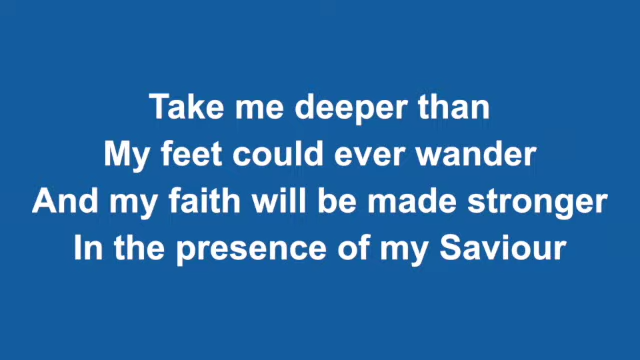 Take me deeper than
My feet could ever wander
And my faith will be made stronger
In the presence of my Saviour